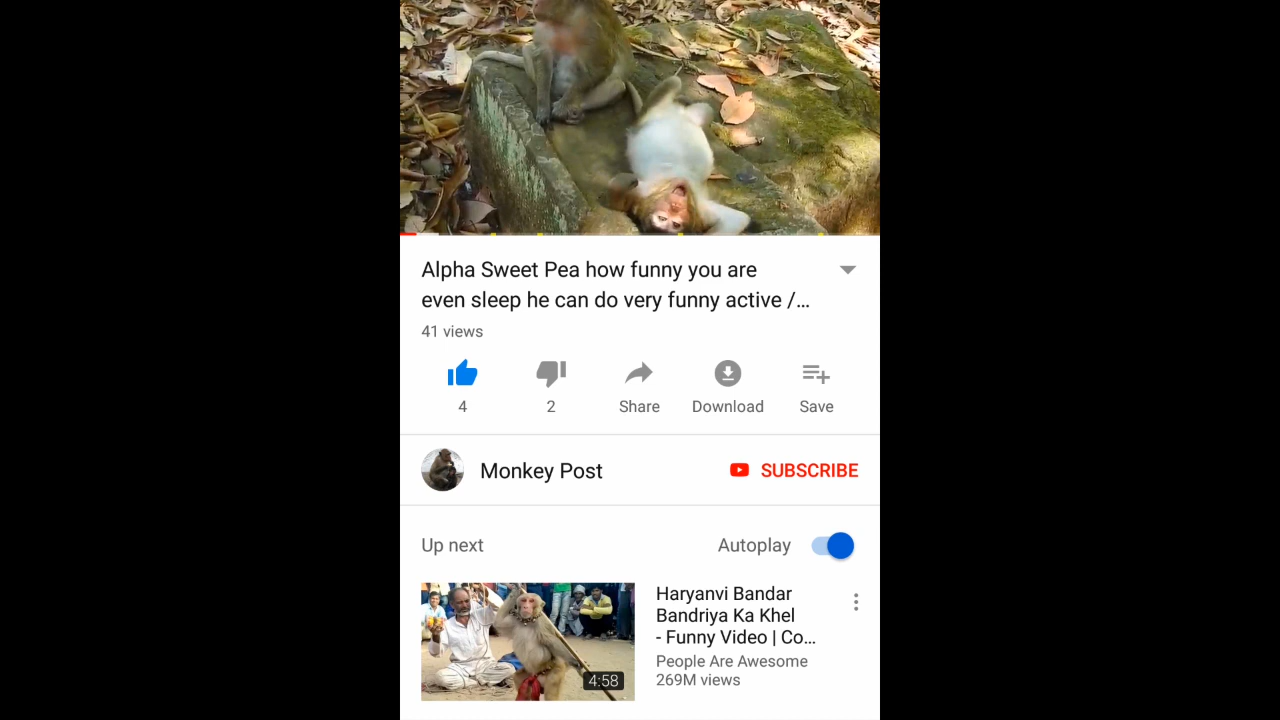 Alpha Sweet Pea how funny you are
even sleep he can do very funny active /...
41 views
4
2
Share
Download
Save
Monkey Post
SUBSCRIBE
Up next
Autoplay
Haryanvi Bandar
Bandriya Ka Khel
- Funny Video | Co...
People Are Awesome
269M views
4:58